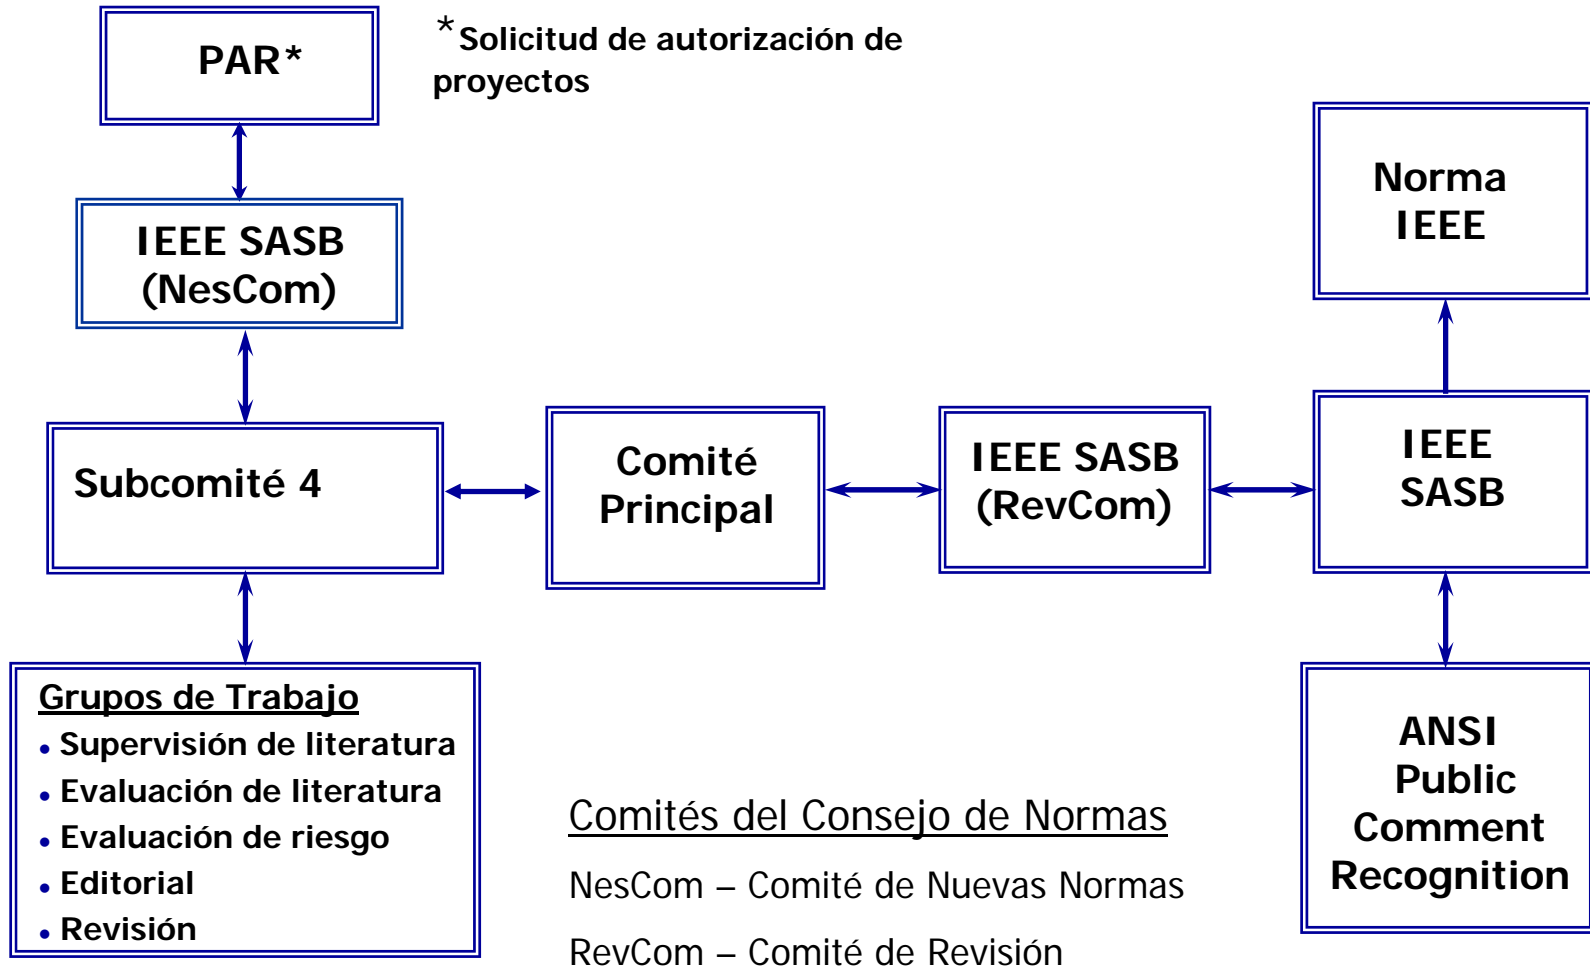 PAR*
*Solicitud de autorización de
proyectos
IEEE SASB
(NesCom)
Norma
IEEE
Subcomité 4
Comité
Principal
IEEE SASB
(RevCom)
IEEE
SASB
Grupos de Trabajo
• Supervisión de literatura
• Evaluación de literatura
• Evaluación de riesgo
• Editorial
• Revisión
Comités del Consejo de Normas
NesCom – Comité de Nuevas Normas
RevCom – Comité de Revisión
ANSI
Public
Comment
Recognition